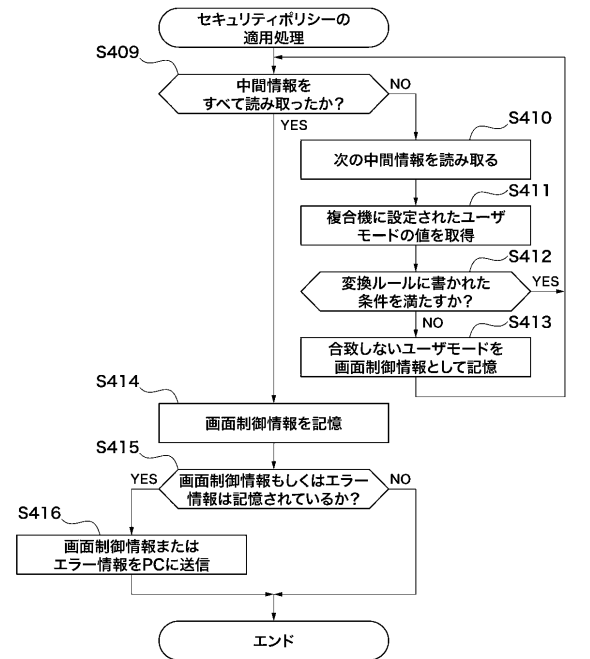 セキュリティポリシーの
適用処理
S409
中間情報を
すべて読み取ったか?
NO
YES
S410
次の中間情報を読み取る
S411
複合機に設定されたユーザ
モードの値を取得
S412
変換ルールに書かれた
条件を満たすか?
YES
NO
S413
合致しないユーザモードを
画面制御情報として記憶
S414
画面制御情報を記憶
S415
画面制御情報もしくはエラー
情報は記憶されているか?
YES
NO
S416
画面制御情報または
エラー情報をPCに送信
エンド